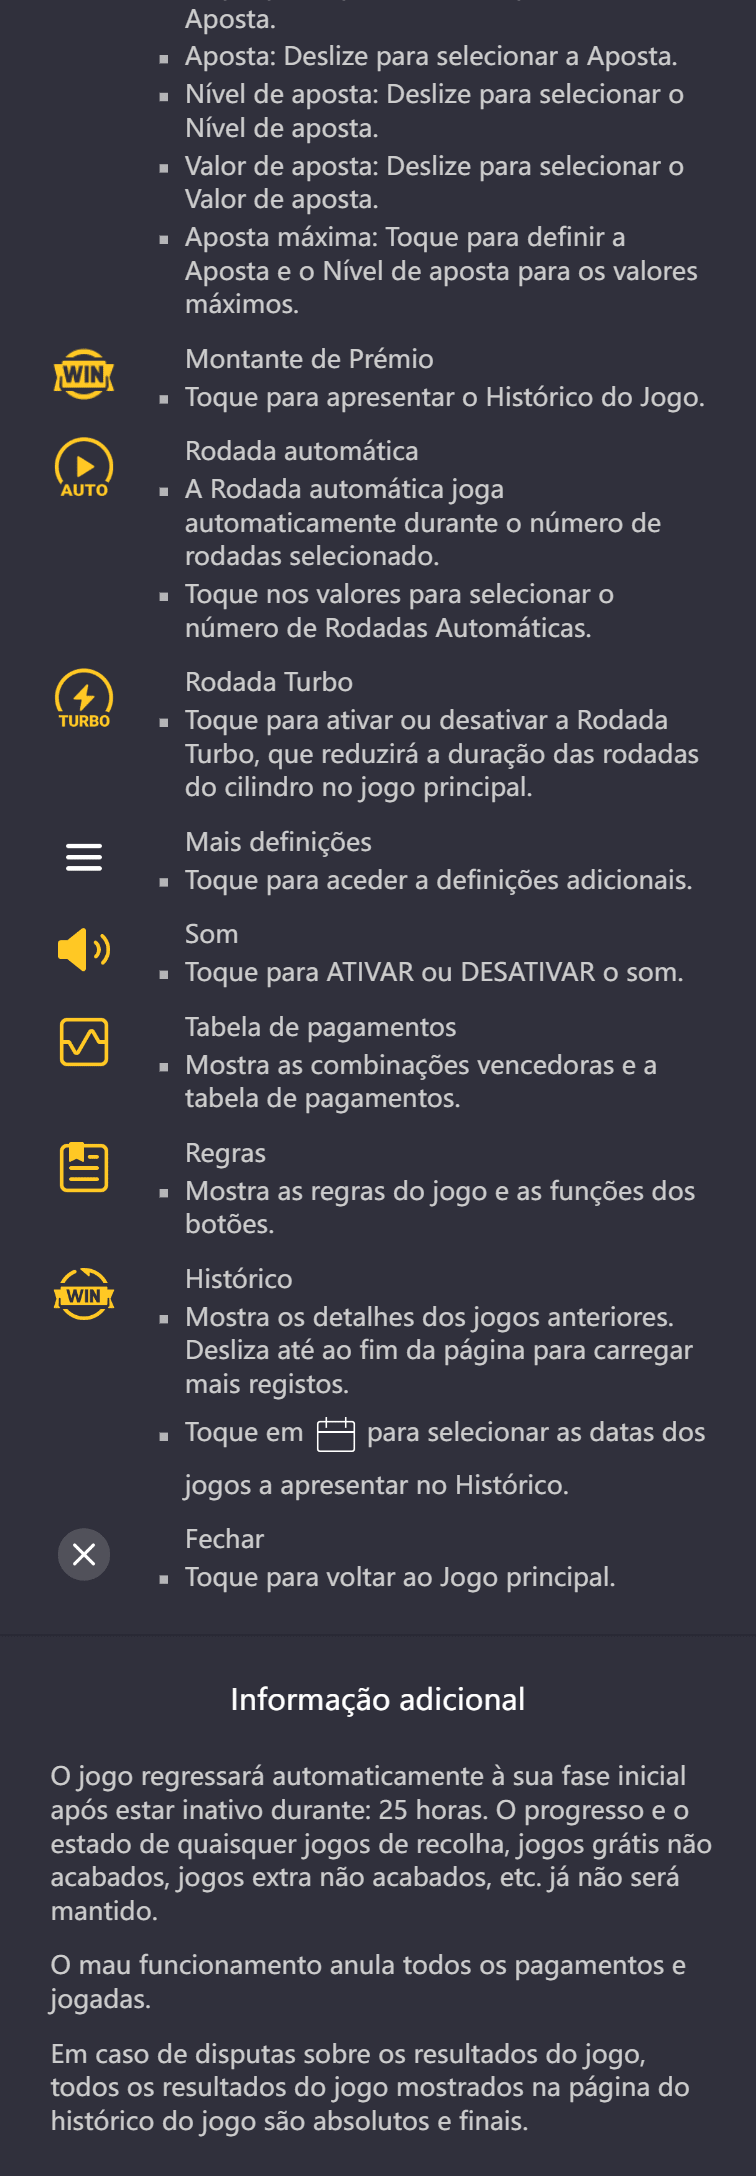 Aposta.
Aposta: Deslize para selecionar a Aposta.
Nível de aposta: Deslize para selecionar o
Nível de aposta.
Valor de aposta: Deslize para selecionar o
Valor de aposta.
Aposta máxima: Toque para definir a
Aposta e o Nível de aposta para os valores
máximos.
WIN
Montante de Prémio
Toque para apresentar o Histórico do Jogo.
AUTO
Rodada automática
A Rodada automática joga
automaticamente durante o número de
rodadas selecionado.
Toque nos valores para selecionar o
número de Rodadas Automáticas.
TURBO
Rodada Turbo
Toque para ativar ou desativar a Rodada
Turbo, que reduzirá a duração das rodadas
do cilindro no jogo principal.
Mais definições
Toque para aceder a definições adicionais.
Som
Toque para ATIVAR ou DESATIVAR o som.
Tabela de pagamentos
Mostra as combinações vencedoras e a
tabela de pagamentos.
Regras
Mostra as regras do jogo e as funções dos
botões.
WIN
Histórico
Mostra os detalhes dos jogos anteriores.
Desliza até ao fim da página para carregar
mais registos.
Toque em para selecionar as datas dos
jogos a apresentar no Histórico.
Fechar
Toque para voltar ao Jogo principal.
Informação adicional
O jogo regressará automaticamente à sua fase inicial
após estar inativo durante: 25 horas. O progresso e o
estado de quaisquer jogos de recolha, jogos grátis não
acabados, jogos extra não acabados, etc. já não será
mantido.
O mau funcionamento anula todos os pagamentos e
jogadas.
Em caso de disputas sobre os resultados do jogo,
todos os resultados do jogo mostrados na página do
histórico do jogo são absolutos e finais.